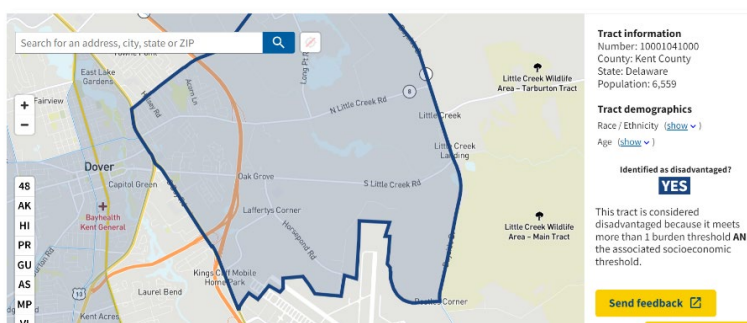 Search for an address, city, state or ZIP
East Lake
Gardens
Fairview
Acorn Ln
Long Pt R
Little Creek Wildlife
Area – Tarburton Tract
8
N Little Creek Rd
Little Creek
Little Creek
Landing
Dover
Capitol Green
Oak Grove
S Little Creek Rd
Bayhealth
Kent General
Laffertys Corner
Horsepond Rd
Little Creek Wildlife
Area – Main Tract
Kings Cliff Mobile
Home Park
Laurel Bend
Kent Acres
Corner
+
−
48
AK
HI
PR
GU
AS
MP
VI
Tract information
Number: 10001041000
County: Kent County
State: Delaware
Population: 6,559
Tract demographics
Race / Ethnicity (show)
Age (show)
Identified as disadvantaged?
YES
This tract is considered
disadvantaged because it meets
more than 1 burden threshold AN
the associated socioeconomic
threshold.
Send feedback